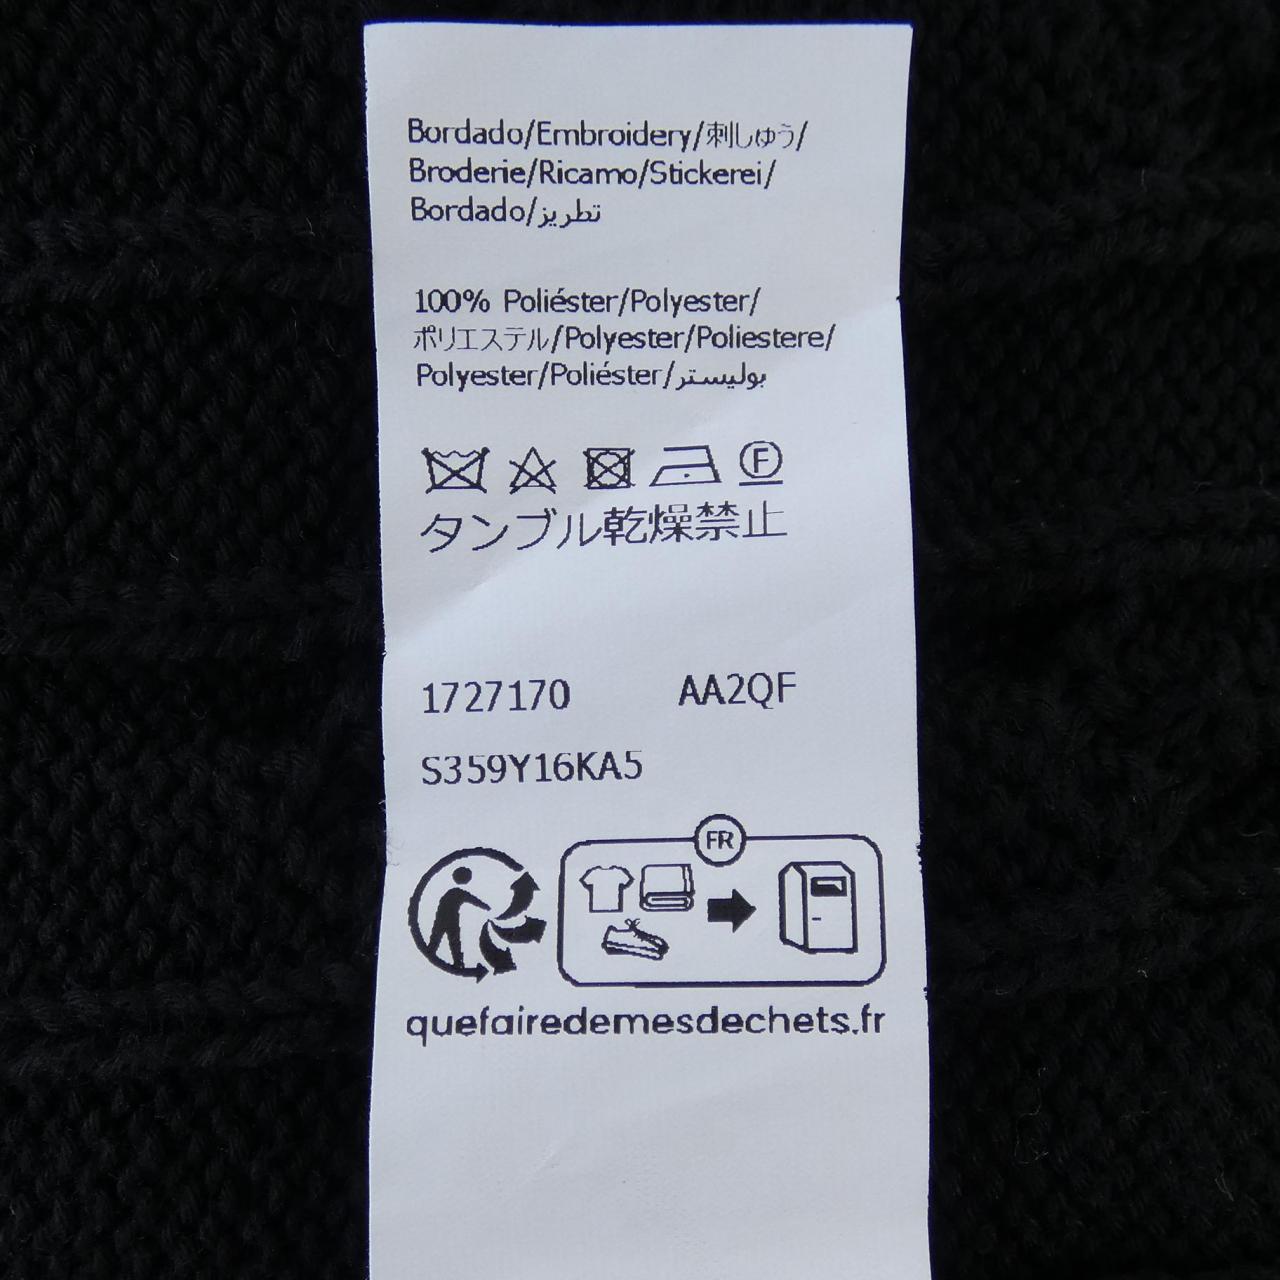 Bordado/Embroidery/刺しゅう/
Broderie/Ricamo/Stickerei/
Bordado/تطريز
100% Poliéster/Polyester/
ポリエステル/Polyester/Poliestere/
Polyester/Poliéster/بوليستر
F
タンブル乾燥禁止
1727170 AA2QF
S359Y16KA5
FR
quefairedemesdechets.fr